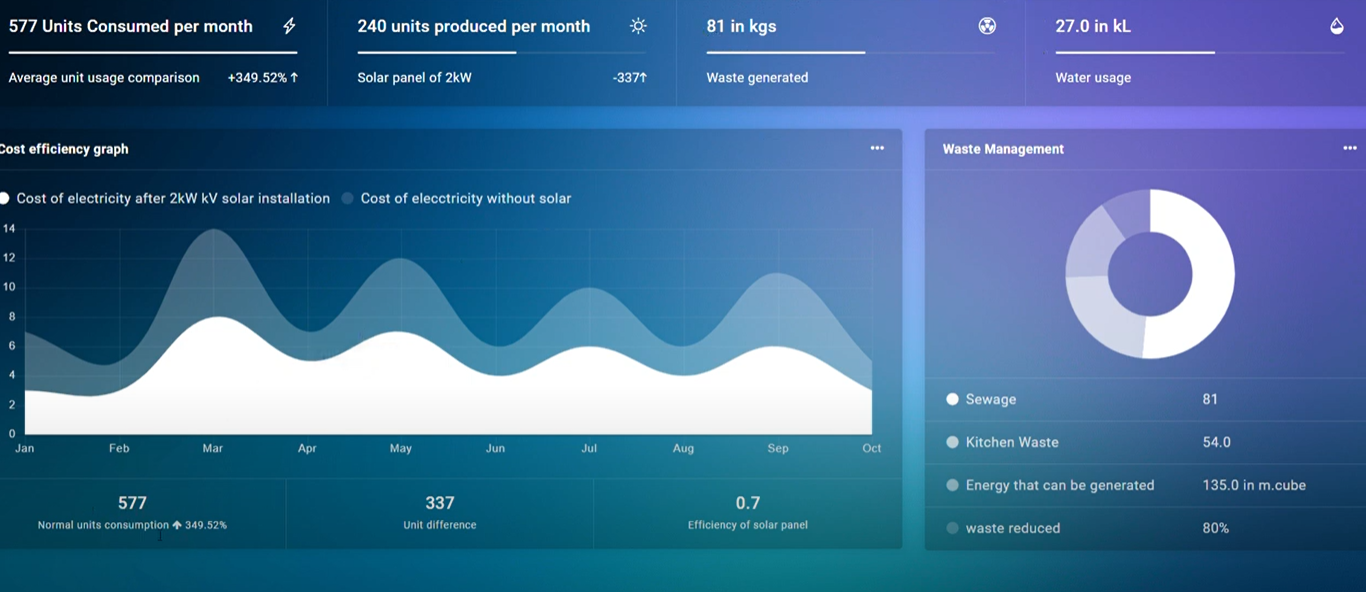 577 Units Consumed per month
Average unit usage comparison +349.52% ↑
240 units produced per month
Solar panel of 2kW -337↑
81 in kgs
Waste generated
27.0 in kL
Water usage
Cost efficiency graph
Cost of electricity after 2kW kV solar installation Cost of elecctricity without solar
14
12
10
8
6
4
2
0
Jan Feb Mar Apr May Jun Jul Aug Sep Oct
577
Normal units consumption ↑ 349.52%
337
Unit difference
0.7
Efficiency of solar panel
Waste Management
Sewage 81
Kitchen Waste 54.0
Energy that can be generated 135.0 in m.cube
waste reduced 80%